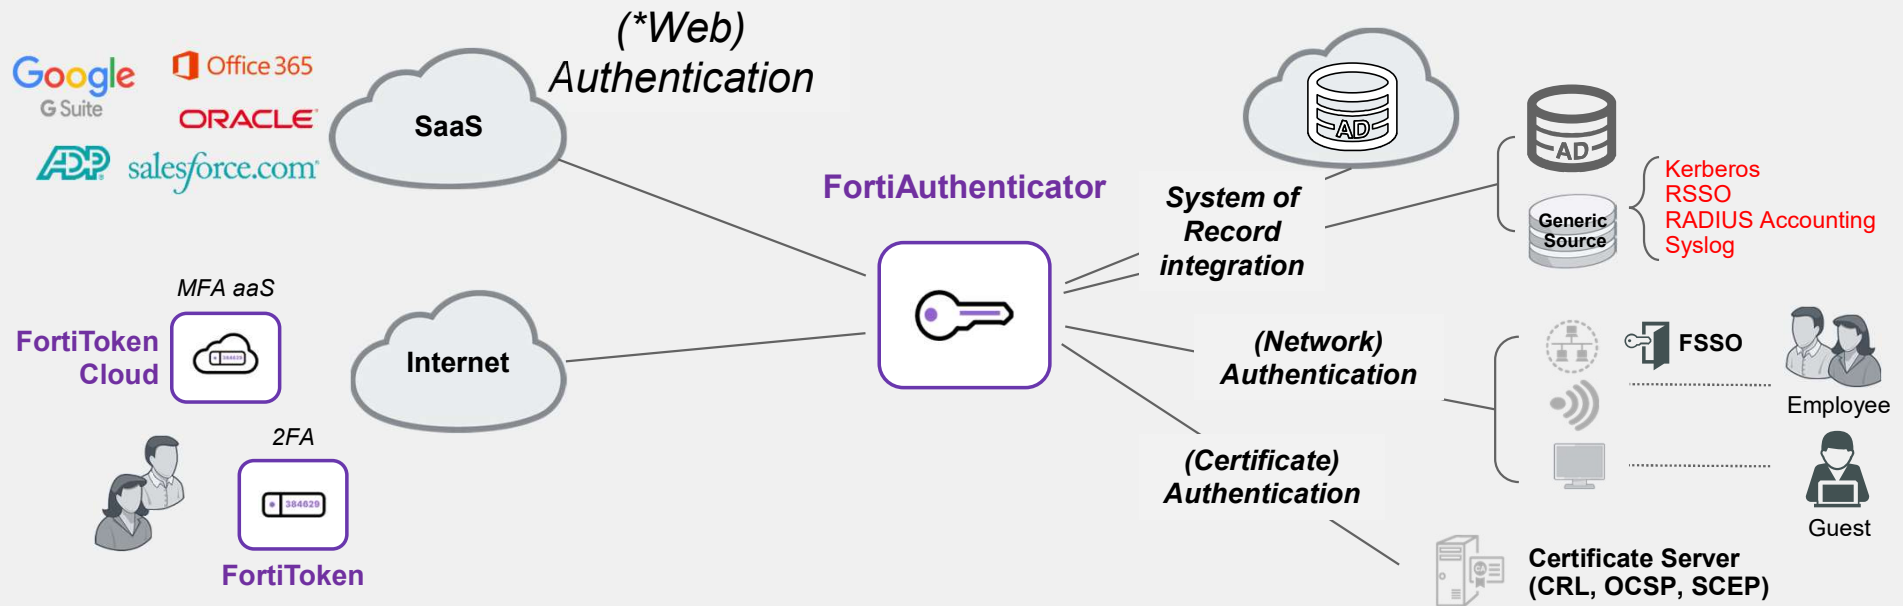 (*Web)
Authentication
Google
G Suite
Office 365
ORACLE
ADP
salesforce.com
SaaS
FortiAuthenticator
AD
System of
Record
integration
AD
Generic
Source
Kerberos
RSSO
RADIUS Accounting
Syslog
MFA aaS
FortiToken
Cloud
384629
Internet
(Network)
Authentication
FSSO
Employee
2FA
384629
FortiToken
(Certificate)
Authentication
Guest
CA
Certificate Server
(CRL, OCSP, SCEP)